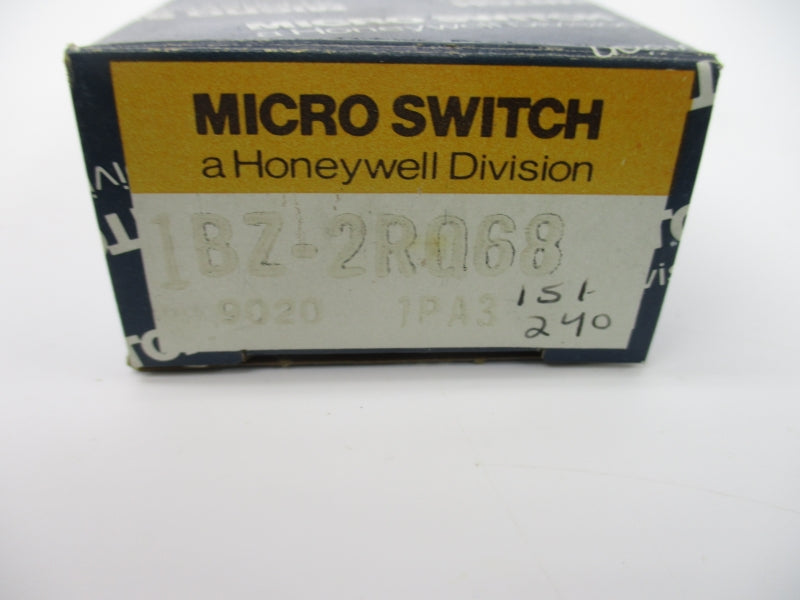 MICRO SWITCH
a Honeywell Division
1BZ-2RQ68
9020 1PA3
151-
240